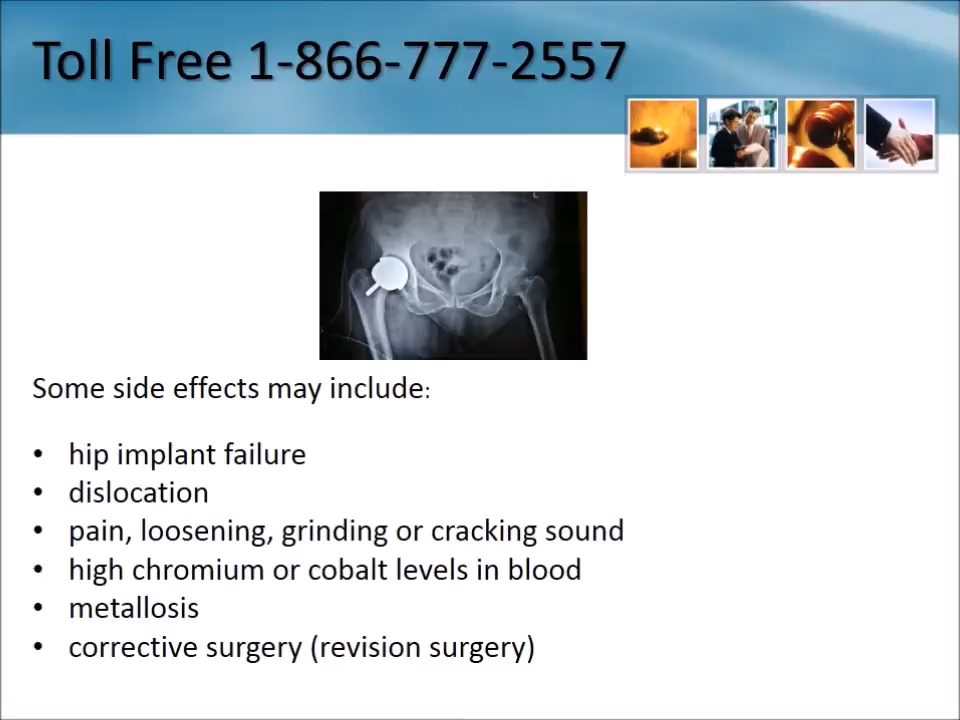 Toll Free 1-866-777-2557
Some side effects may include:
• hip implant failure
• dislocation
• pain, loosening, grinding or cracking sound
• high chromium or cobalt levels in blood
• metallosis
• corrective surgery (revision surgery)